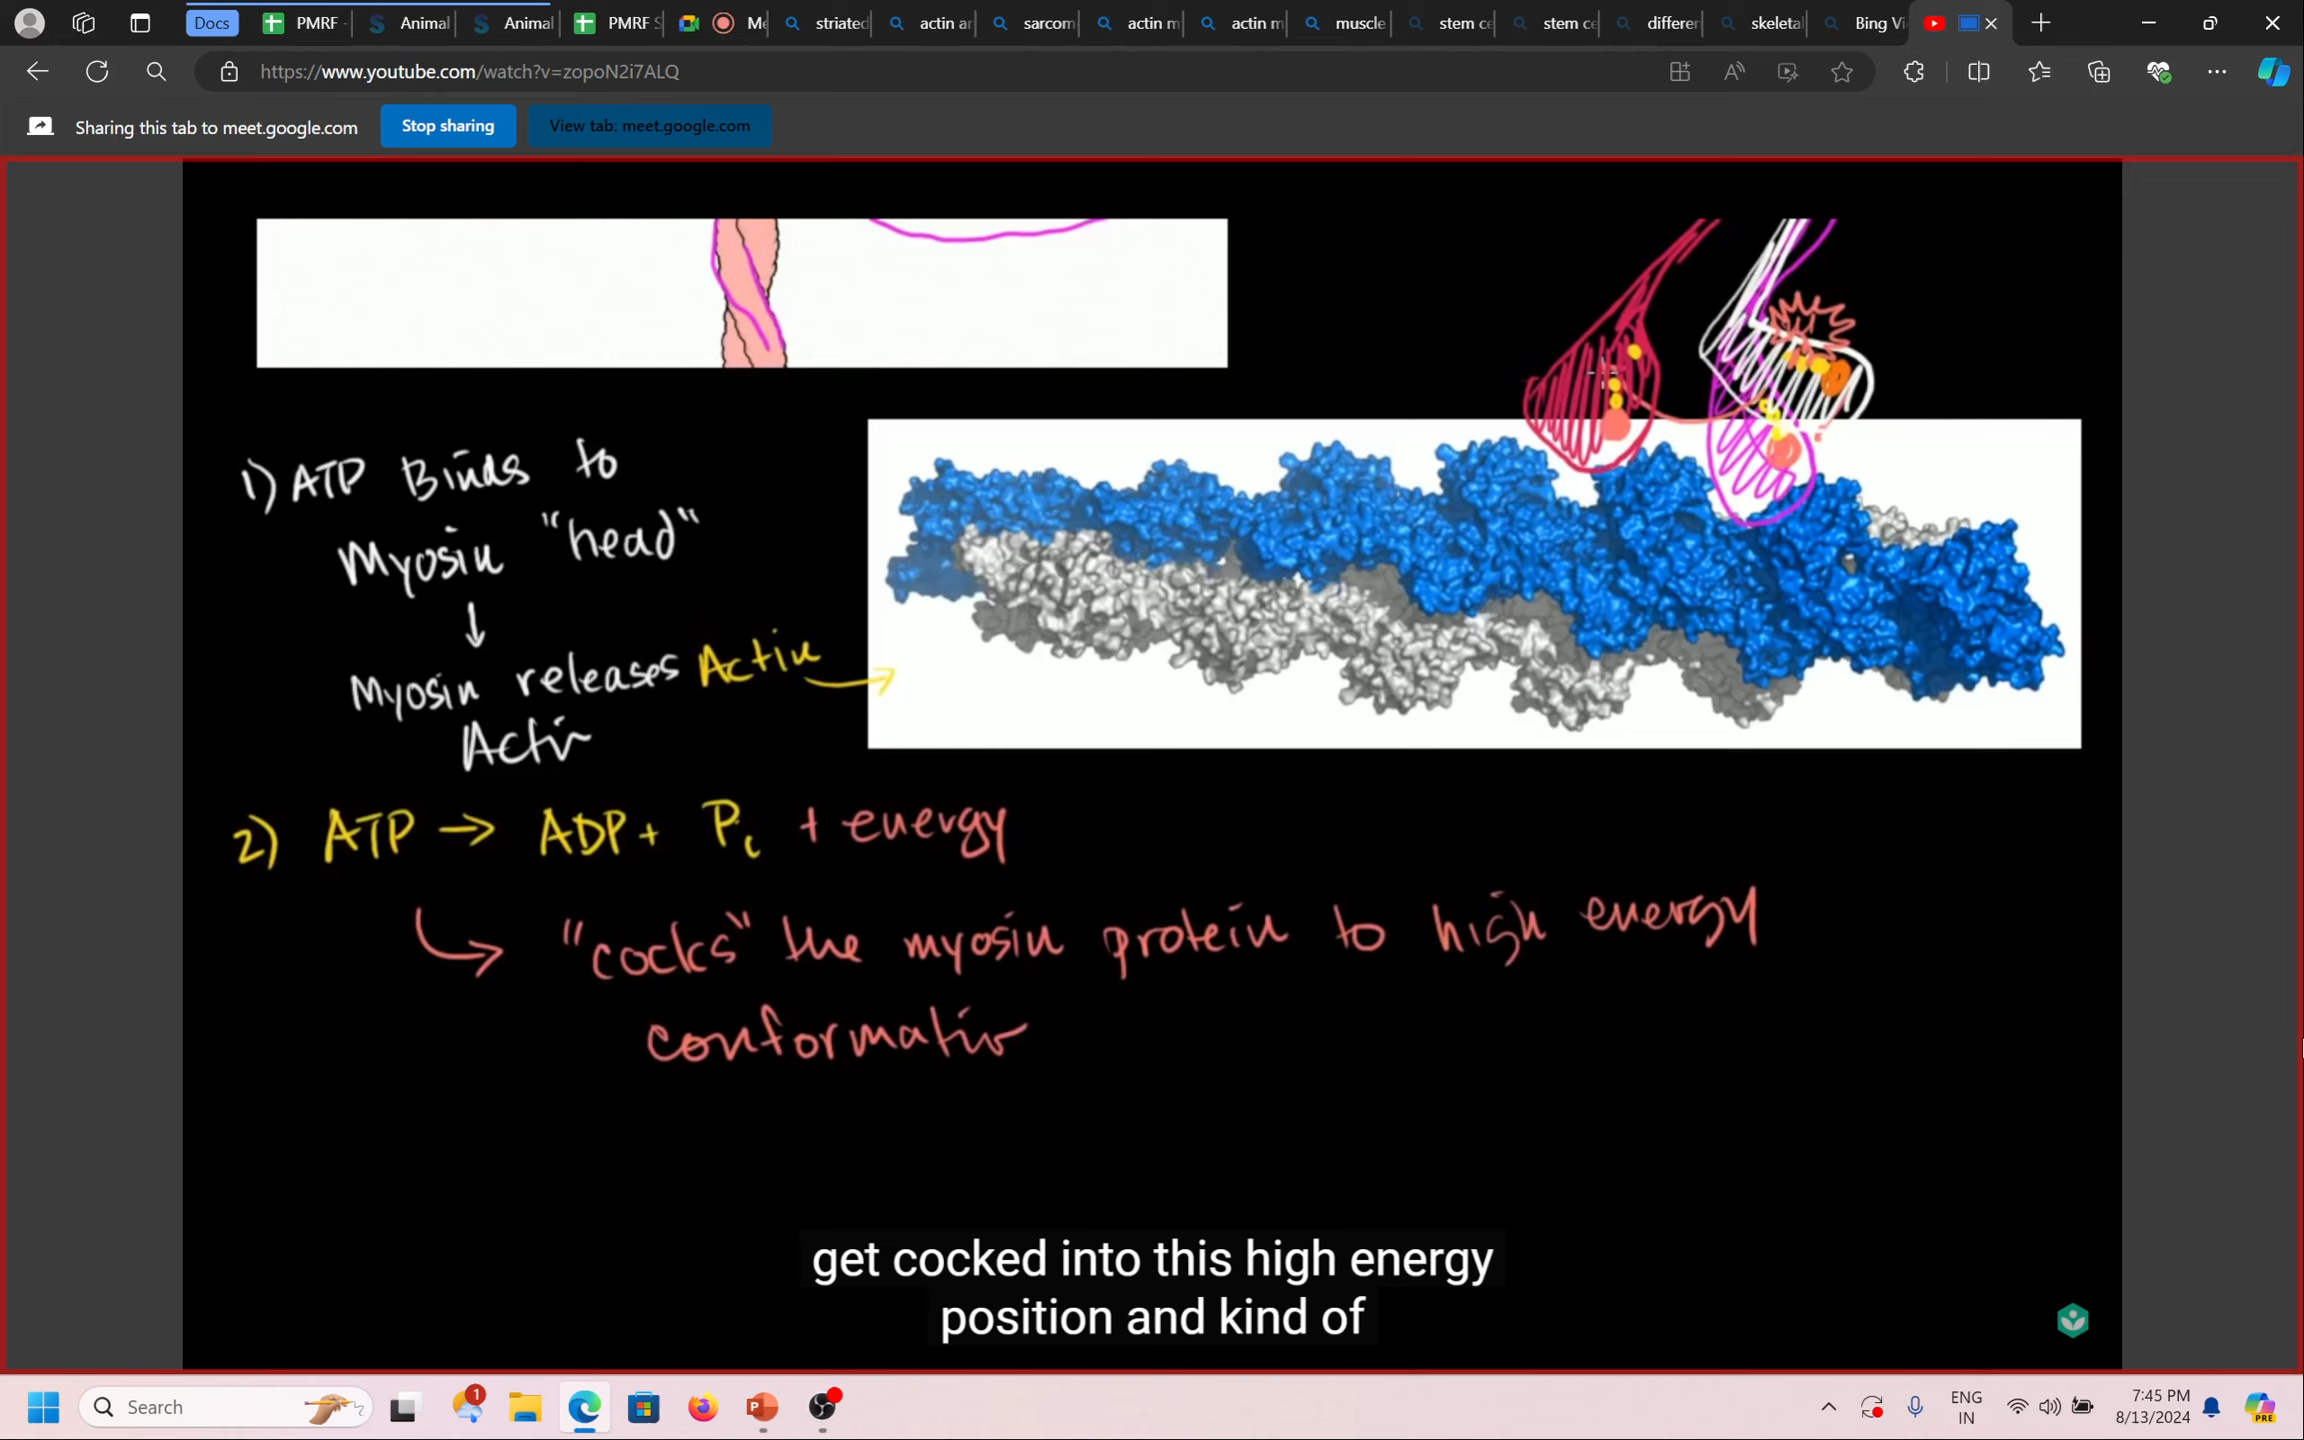 Docs PMRF - Animal Animal PMRF S Me striated actin ar sarcom actin m actin m muscle stem ce stem ce differen skeletal Bing Vi
https://www.youtube.com/watch?v=zopoN2i7ALQ
Sharing this tab to meet.google.com Stop sharing View tab: meet.google.com
1) ATP Binds to
Myosin "head"
↓
Myosin releases Actin
Actin
2) ATP → ADP + Pi + energy
"cocks" the myosin protein to high energy
conformation
get cocked into this high energy
position and kind of
Search
1
P
ENG
IN
7:45 PM
8/13/2024
PRE